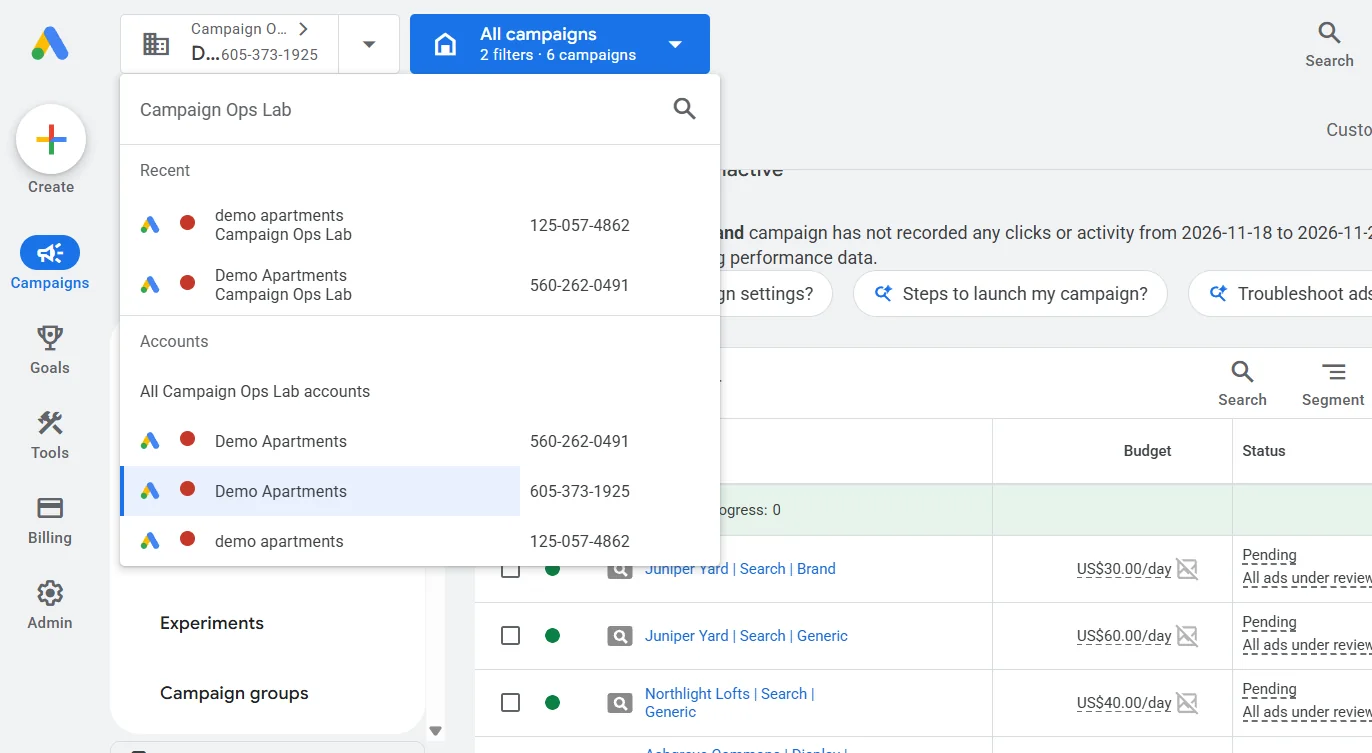 Campaign O...
D...605-373-1925
All campaigns
2 filters · 6 campaigns
Search
Create
Campaigns
Goals
Tools
Billing
Admin
Campaign Ops Lab
Recent
demo apartments
Campaign Ops Lab
125-057-4862
Demo Apartments
Campaign Ops Lab
560-262-0491
Accounts
All Campaign Ops Lab accounts
Demo Apartments 560-262-0491
Demo Apartments 605-373-1925
demo apartments 125-057-4862
Experiments
Campaign groups
Custo
campaign has not recorded any clicks or activity from 2026-11-18 to 2026-11-2
performance data.
settings?
Steps to launch my campaign?
Troubleshoot ads
Search
Segment
Budget
Status
ogress: 0
Juniper Yard | Search | Brand
US$30.00/day
Pending
All ads under review
Juniper Yard | Search | Generic
US$60.00/day
Pending
All ads under review
Northlight Lofts | Search |
Generic
US$40.00/day
Pending
All ads under review